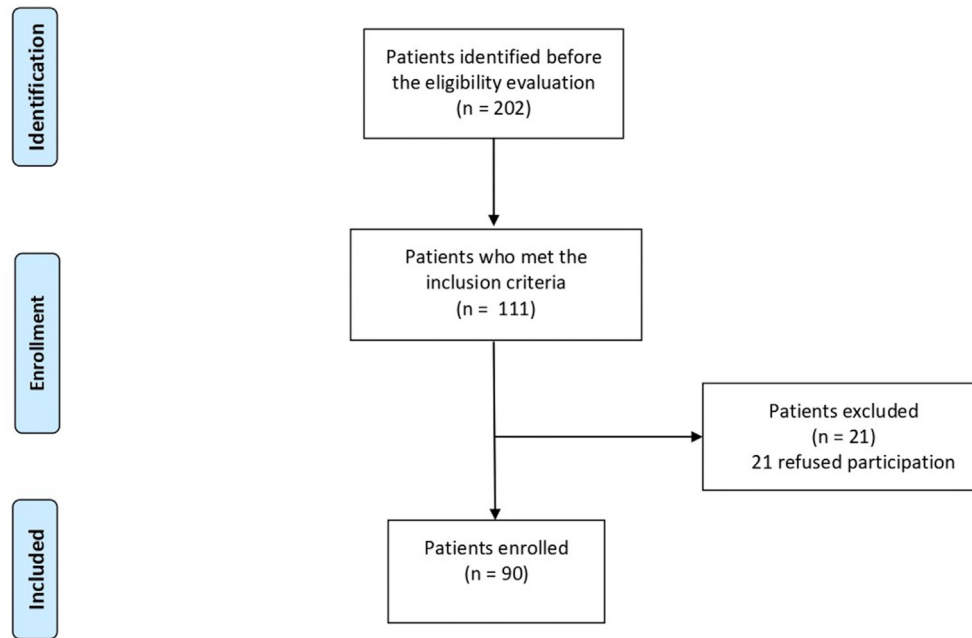 Identification
Patients identified before
the eligibility evaluation
(n = 202)
Enrollment
Patients who met the
inclusion criteria
(n = 111)
Patients excluded
(n = 21)
21 refused participation
Included
Patients enrolled
(n = 90)